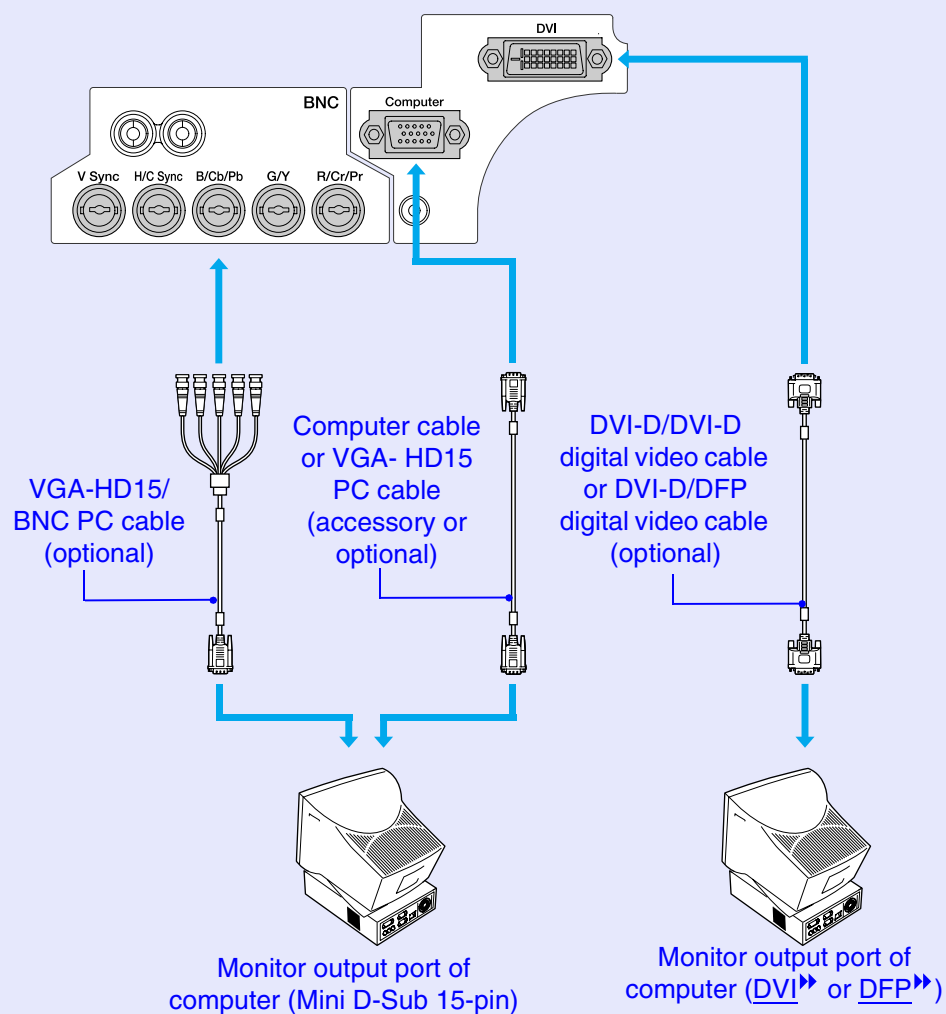 DVI
BNC
Computer
V Sync H/C Sync B/Cb/Pb G/Y R/Cr/Pr
VGA-HD15/
BNC PC cable
(optional)
Computer cable
or VGA- HD15
PC cable
(accessory or
optional)
DVI-D/DVI-D
digital video cable
or DVI-D/DFP
digital video cable
(optional)
Monitor output port of
computer (Mini D-Sub 15-pin)
Monitor output port of
computer (DVI or DFP)